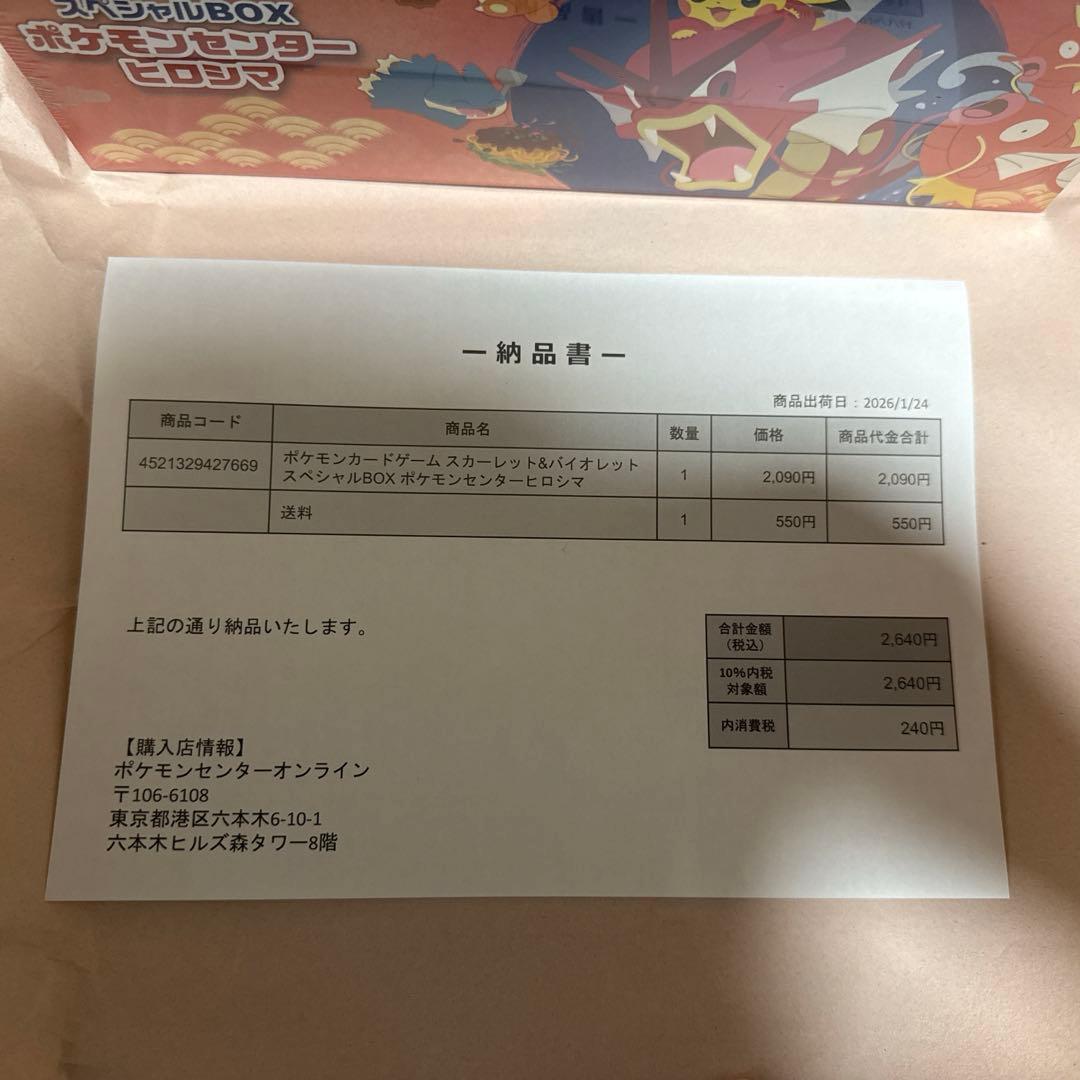 スペシャルBOX
ポケモンセンター
ヒロシマ
ー 納 品 書 ー
商品出荷日：2026/1/24
商品コード 商品名 数量 価格 商品代金合計
4521329427669 ポケモンカードゲーム スカーレット&バイオレット 1 2,090円 2,090円
スペシャルBOX ポケモンセンターヒロシマ
送料 1 550円 550円
上記の通り納品いたします。
合計金額 2,640円
（税込）
10%内税 2,640円
対象額
内消費税 240円
【購入店情報】
ポケモンセンターオンライン
〒106-6108
東京都港区六本木6-10-1
六本木ヒルズ森タワー8階